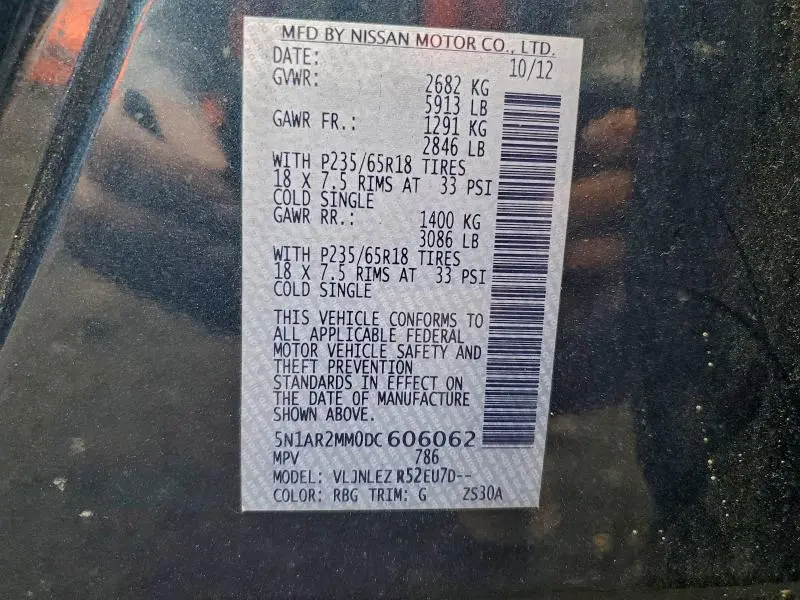 MFD BY NISSAN MOTOR CO., LTD.
DATE: 10/12
GVWR: 2682 KG
5913 LB
GAWR FR.: 1291 KG
2846 LB
WITH P235/65R18 TIRES
18 X 7.5 RIMS AT 33 PSI
COLD SINGLE
GAWR RR.: 1400 KG
3086 LB
WITH P235/65R18 TIRES
18 X 7.5 RIMS AT 33 PSI
COLD SINGLE
THIS VEHICLE CONFORMS TO
ALL APPLICABLE FEDERAL
MOTOR VEHICLE SAFETY AND
THEFT PREVENTION
STANDARDS IN EFFECT ON
THE DATE OF MANUFACTURE
SHOWN ABOVE.
5N1AR2MM0DC606062
MPV 786
MODEL: VLJNLEZ R52EU7D--
COLOR: RBG TRIM: G ZS30A